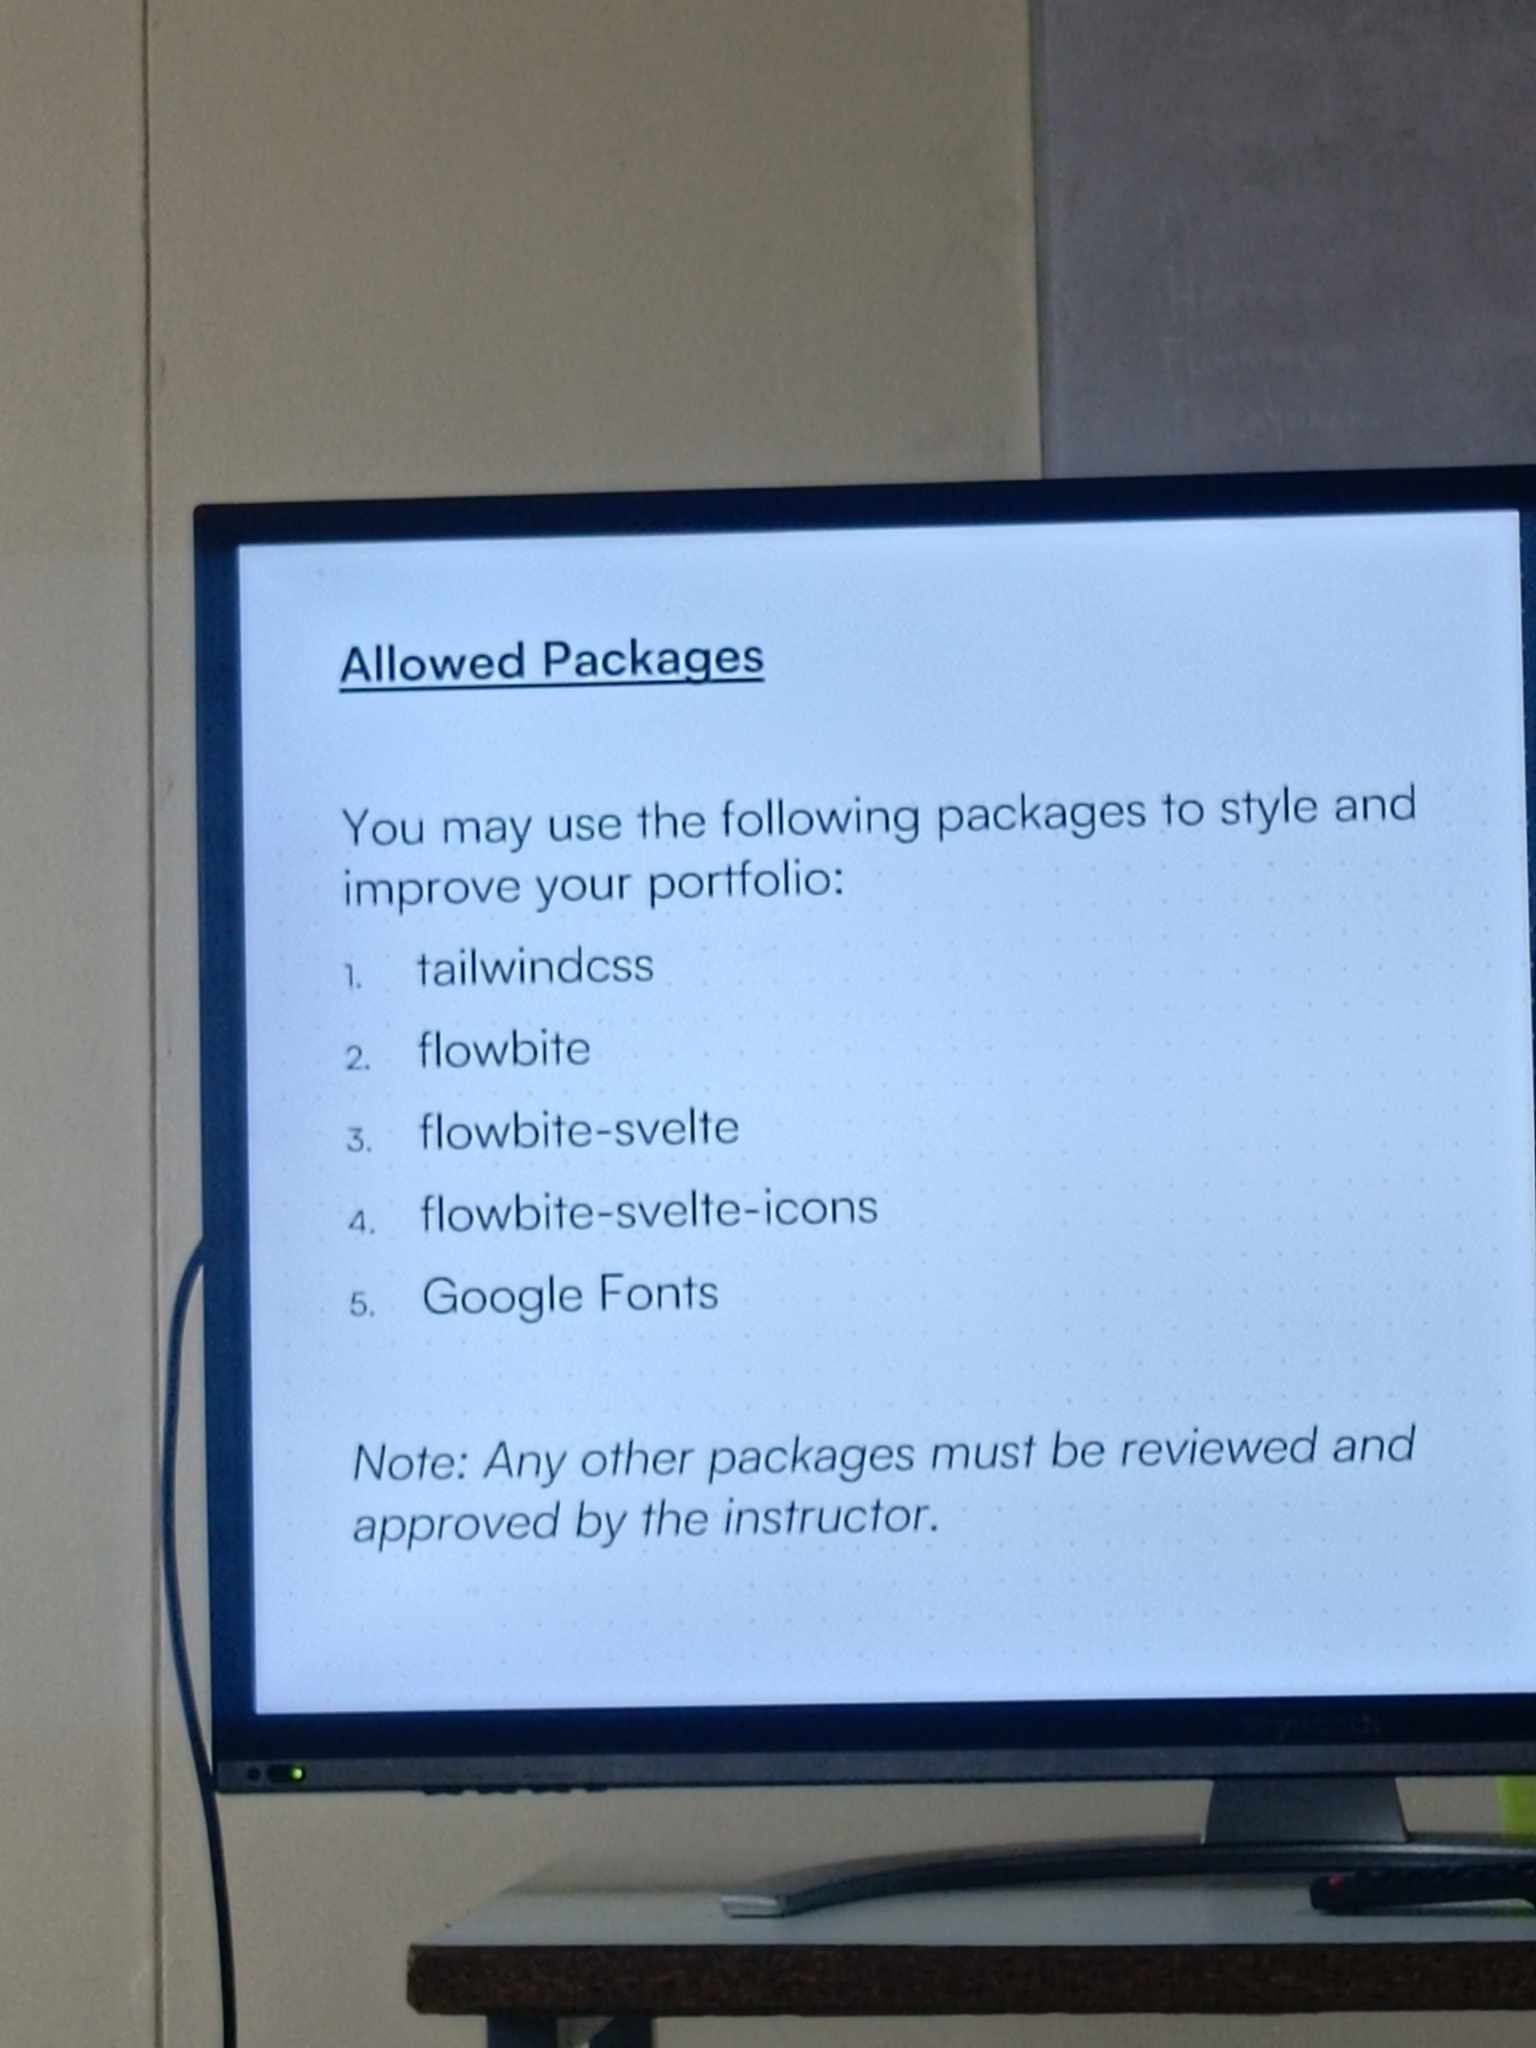 Allowed Packages
You may use the following packages to style and
improve your portfolio:
1. tailwindcss
2. flowbite
3. flowbite-svelte
4. flowbite-svelte-icons
5. Google Fonts
Note: Any other packages must be reviewed and
approved by the instructor.